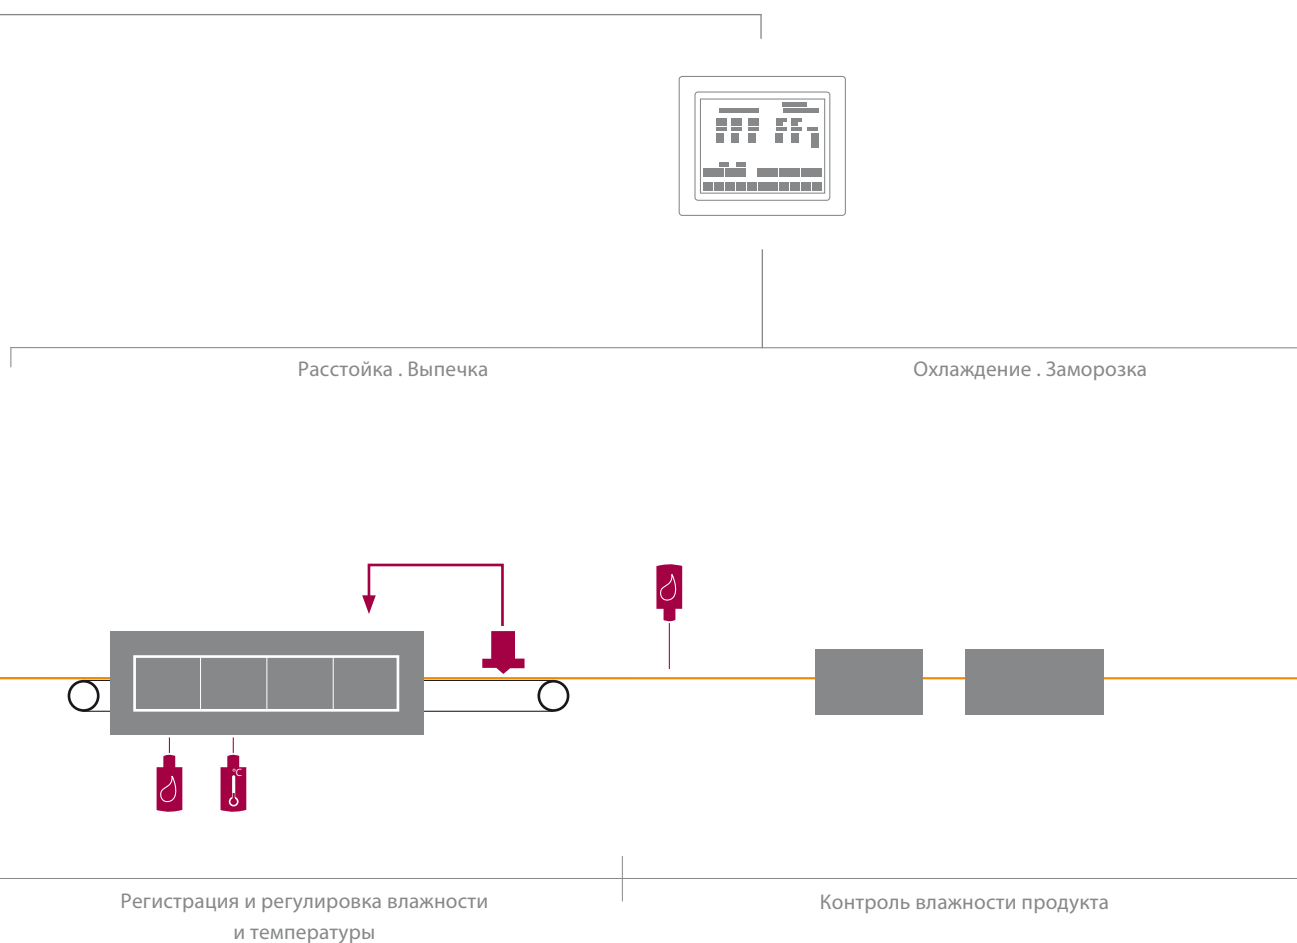 Расстойка . Выпечка
Охлаждение . Заморозка
°C
Регистрация и регулировка влажности
и температуры
Контроль влажности продукта